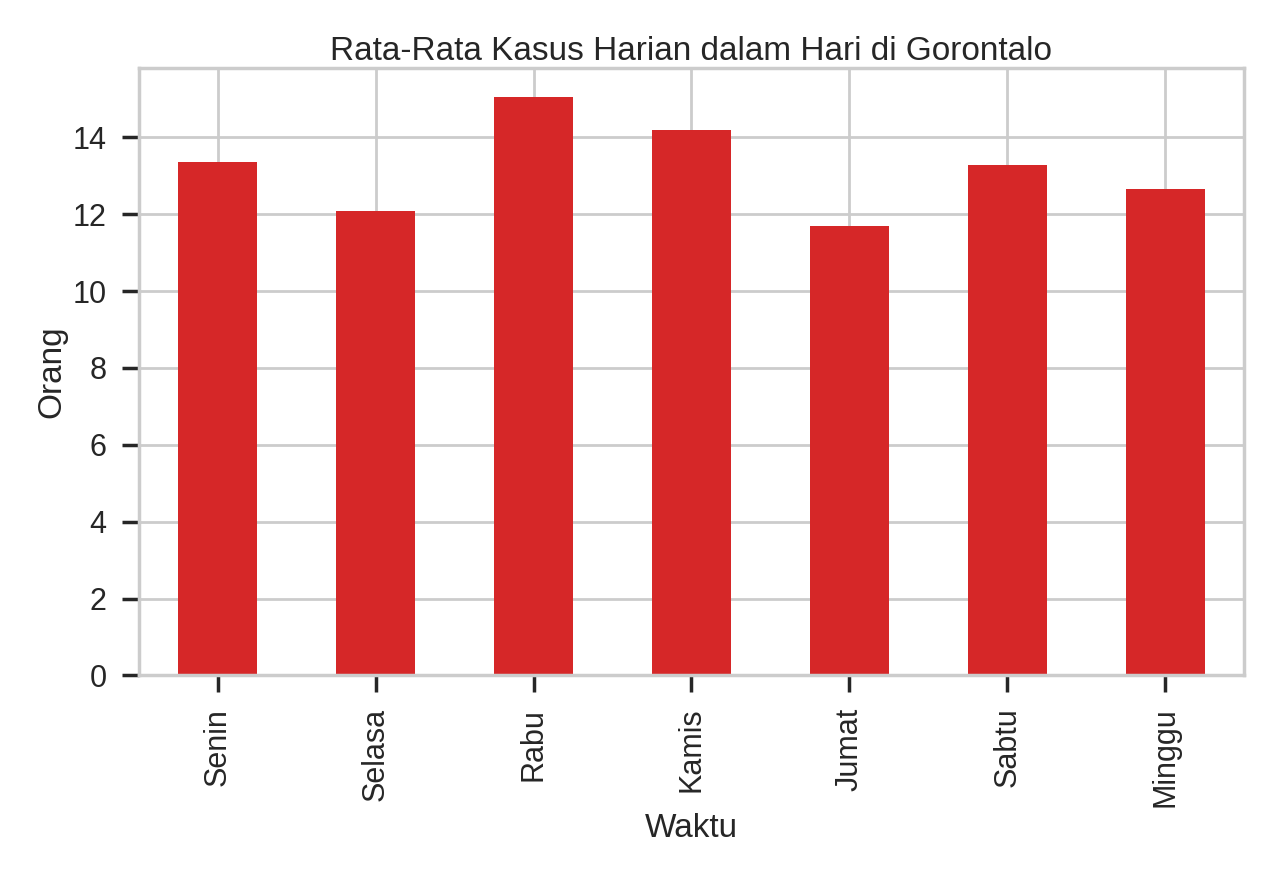 Rata-Rata Kasus Harian dalam Hari di Gorontalo
14
12
10
8
6
4
2
0
Orang
Senin
Selasa
Rabu
Kamis
Jumat
Sabtu
Minggu
Waktu